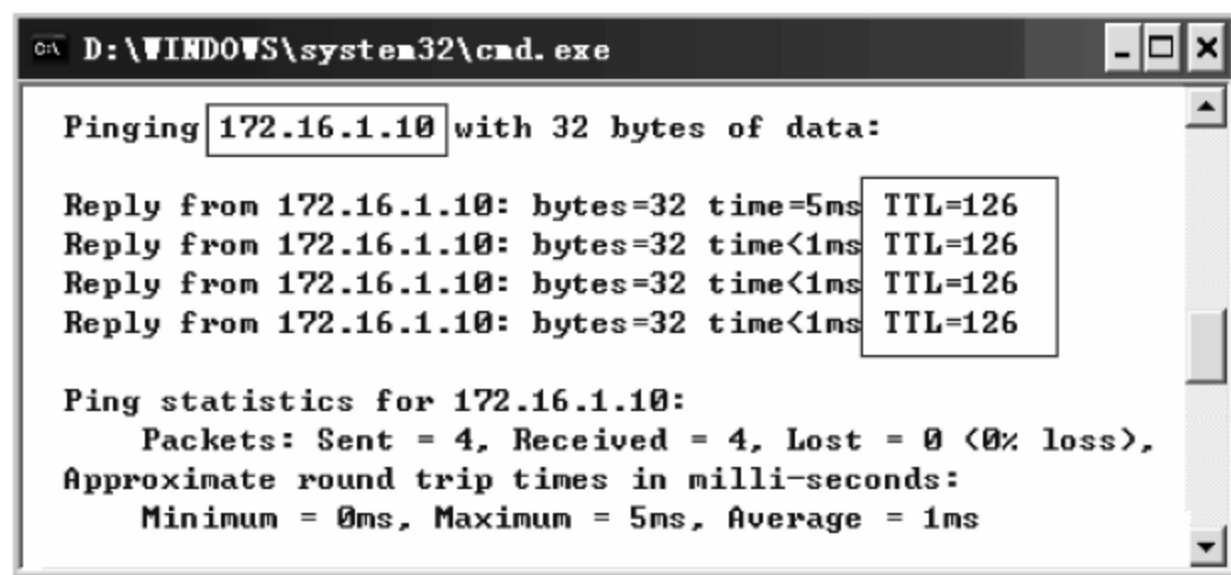 D:\WINDOWS\system32\cmd.exe
Pinging 172.16.1.10 with 32 bytes of data:
Reply from 172.16.1.10: bytes=32 time=5ms TTL=126
Reply from 172.16.1.10: bytes=32 time<1ms TTL=126
Reply from 172.16.1.10: bytes=32 time<1ms TTL=126
Reply from 172.16.1.10: bytes=32 time<1ms TTL=126
Ping statistics for 172.16.1.10:
Packets: Sent = 4, Received = 4, Lost = 0 (0% loss),
Approximate round trip times in milli-seconds:
Minimum = 0ms, Maximum = 5ms, Average = 1ms